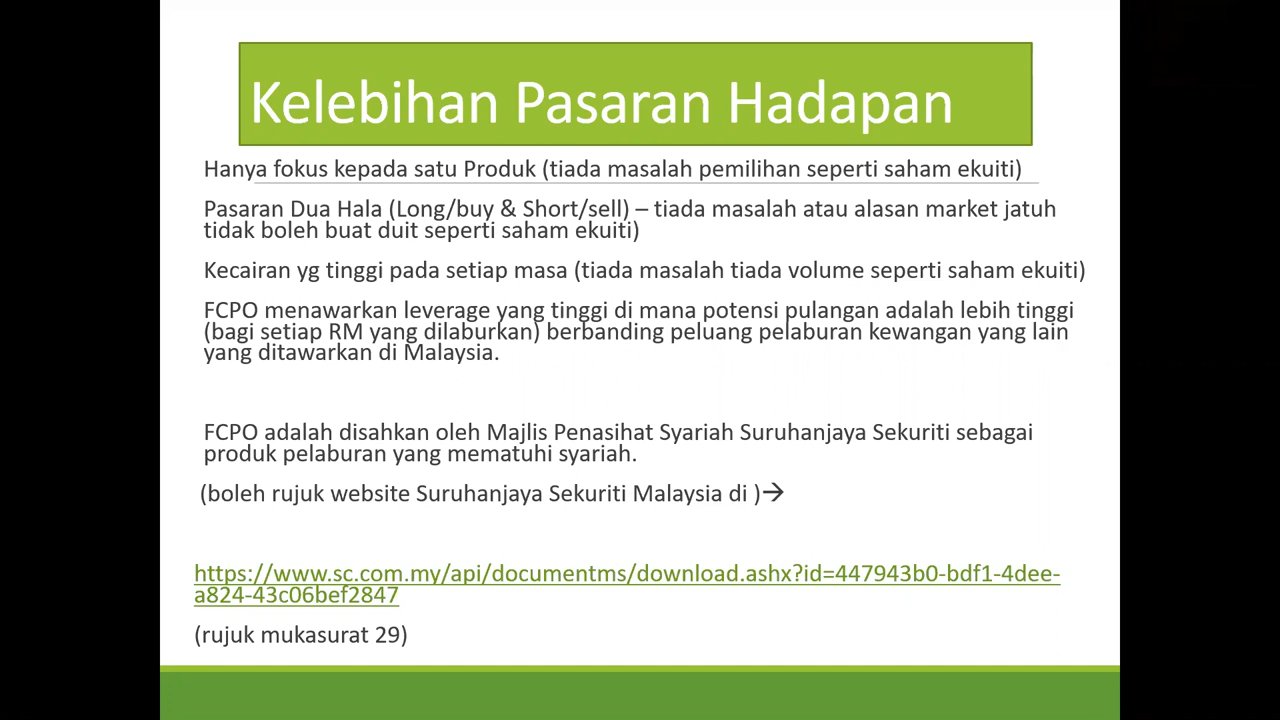 Kelebihan Pasaran Hadapan
Hanya fokus kepada satu Produk (tiada masalah pemilihan seperti saham ekuiti)
Pasaran Dua Hala (Long/buy & Short/sell) – tiada masalah atau alasan market jatuh
tidak boleh buat duit seperti saham ekuiti)
Kecairan yg tinggi pada setiap masa (tiada masalah tiada volume seperti saham ekuiti)
FCPO menawarkan leverage yang tinggi di mana potensi pulangan adalah lebih tinggi
(bagi setiap RM yang dilaburkan) berbanding peluang pelaburan kewangan yang lain
yang ditawarkan di Malaysia.
FCPO adalah disahkan oleh Majlis Penasihat Syariah Suruhanjaya Sekuriti sebagai
produk pelaburan yang mematuhi syariah.
(boleh rujuk website Suruhanjaya Sekuriti Malaysia di )→
https://www.sc.com.my/api/documentms/download.ashx?id=447943b0-bdf1-4dee-
a824-43c06bef2847
(rujuk mukasurat 29)